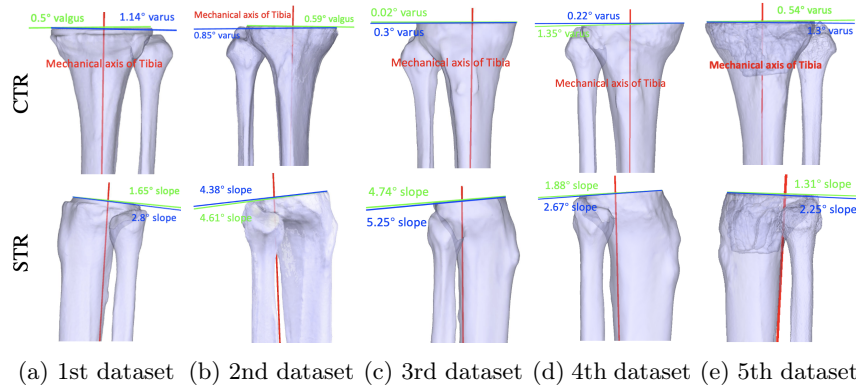 0.5° valgus 1.14° varus Mechanical axis of Tibia 0.59° valgus 0.02° varus 0.22° varus 0. 54° varus
0.85° varus 0.3° varus 1.35° varus 1.3° varus
CTR
Mechanical axis of Tibia Mechanical axis of Tibia Mechanical axis of Tibia Mechanical axis of Tibia
1.65° slope 4.38° slope 4.74° slope 1.88° slope 1.31° slope
2.8° slope 4.61° slope 5.25° slope 2.67° slope 2.25° slope
STR
(a) 1st dataset (b) 2nd dataset (c) 3rd dataset (d) 4th dataset (e) 5th dataset